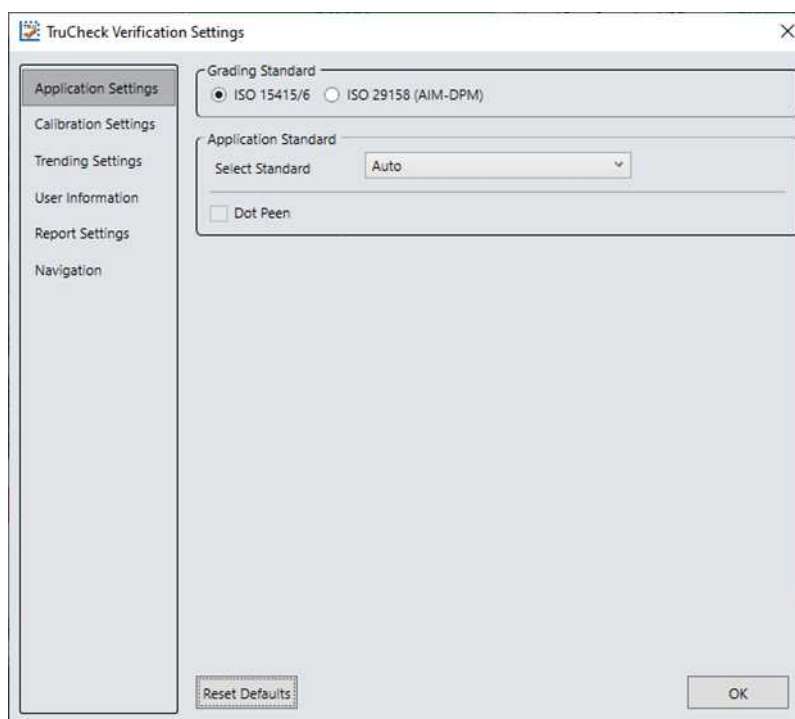 TruCheck Verification Settings
Application Settings
Calibration Settings
Trending Settings
User Information
Report Settings
Navigation
Grading Standard
ISO 15415/6 ISO 29158 (AIM-DPM)
Application Standard
Select Standard Auto
Dot Peen
Reset Defaults OK